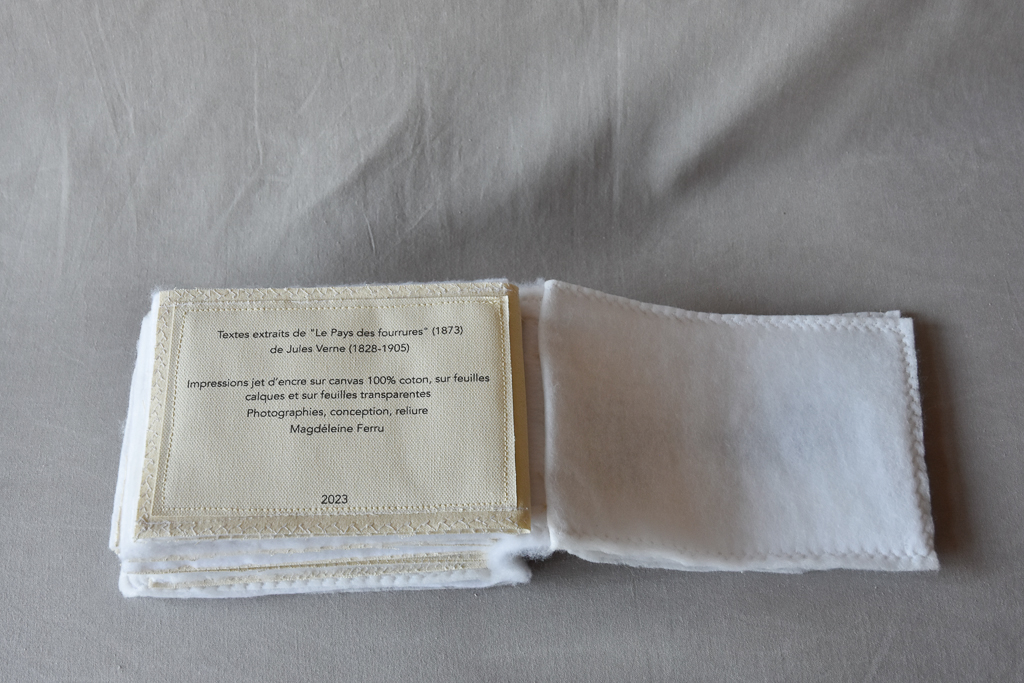 Textes extraits de "Le Pays des fourrures" (1873)
de Jules Verne (1828-1905)
Impressions jet d'encre sur canvas 100% coton, sur feuilles
calques et sur feuilles transparentes
Photographies, conception, reliure
Magdéleine Ferru
2023